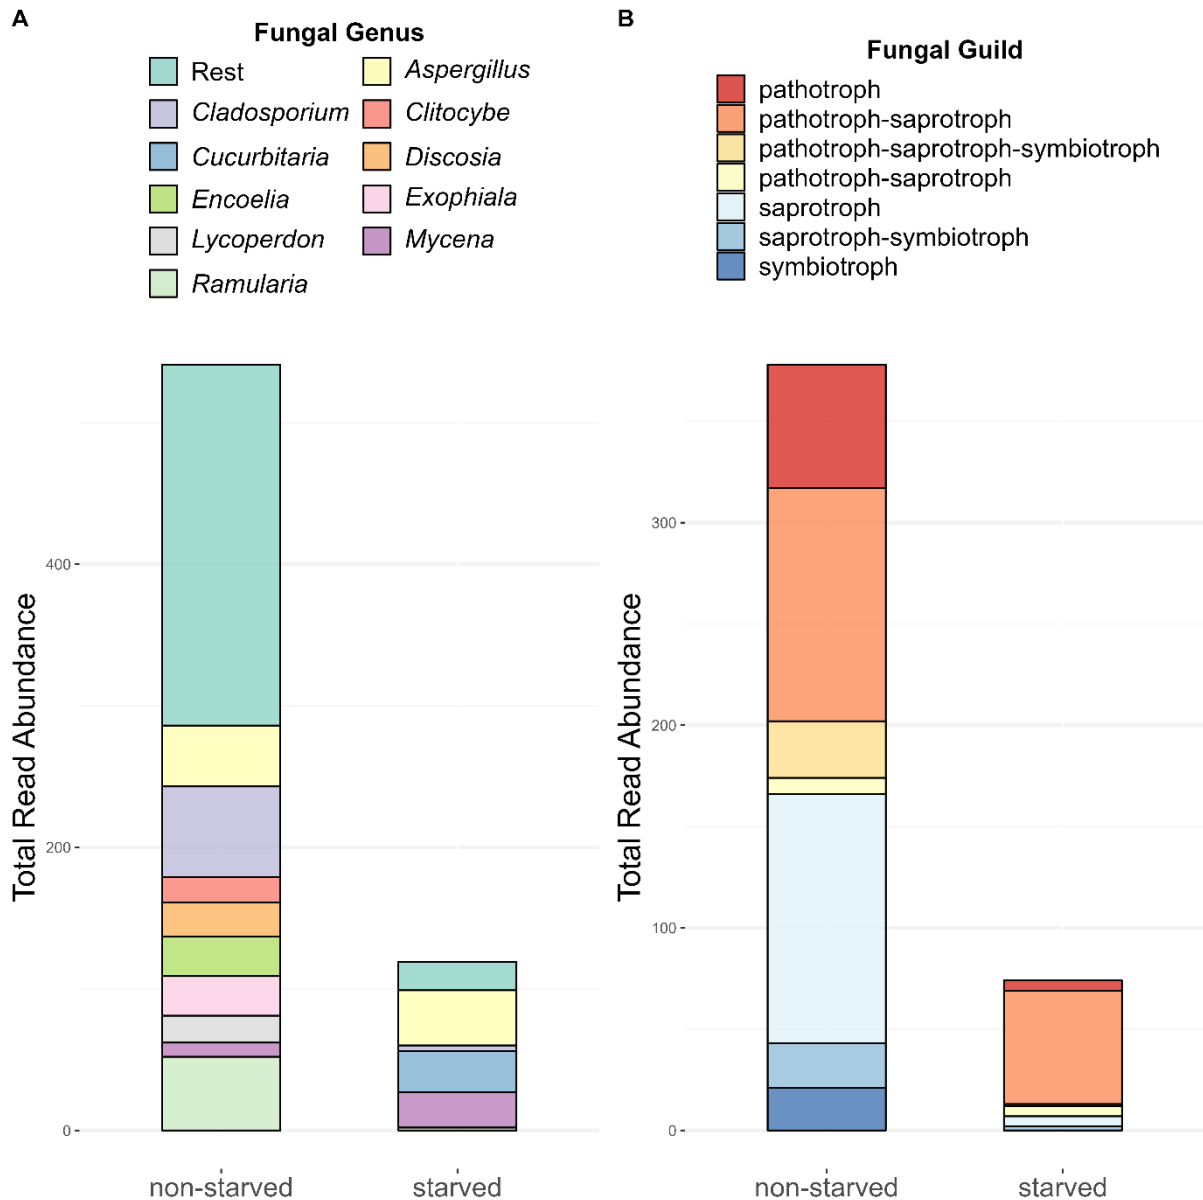 A
Fungal Genus
Rest
Aspergillus
Cladosporium
Clitocybe
Cucurbitaria
Discosia
Encoelia
Exophiala
Lycoperdon
Mycena
Ramularia
Total Read Abundance
400
200
0
non-starved
starved
B
Fungal Guild
pathotroph
pathotroph-saprotroph
pathotroph-saprotroph-symbiotroph
pathotroph-saprotroph
saprotroph
saprotroph-symbiotroph
symbiotroph
Total Read Abundance
300
200
100
0
non-starved
starved